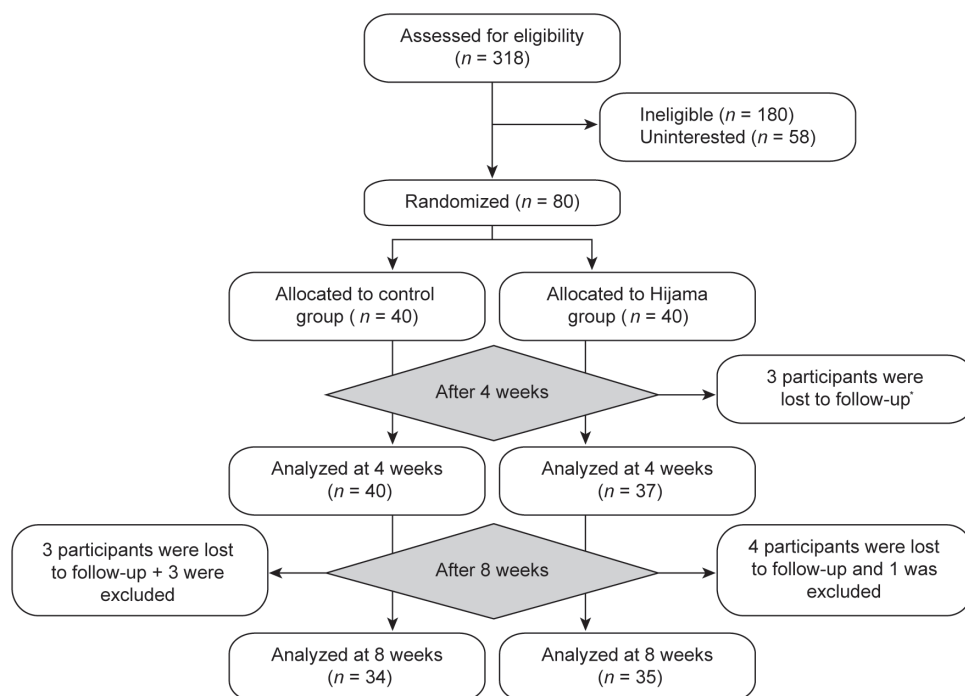 Assessed for eligibility
(n = 318)
Ineligible (n = 180)
Uninterested (n = 58)
Randomized (n = 80)
Allocated to control
group ( n = 40)
Allocated to Hijama
group (n = 40)
After 4 weeks
3 participants were
lost to follow-up*
Analyzed at 4 weeks
(n = 40)
Analyzed at 4 weeks
(n = 37)
3 participants were lost
to follow-up + 3 were
excluded
After 8 weeks
4 participants were lost
to follow-up and 1 was
excluded
Analyzed at 8 weeks
(n = 34)
Analyzed at 8 weeks
(n = 35)